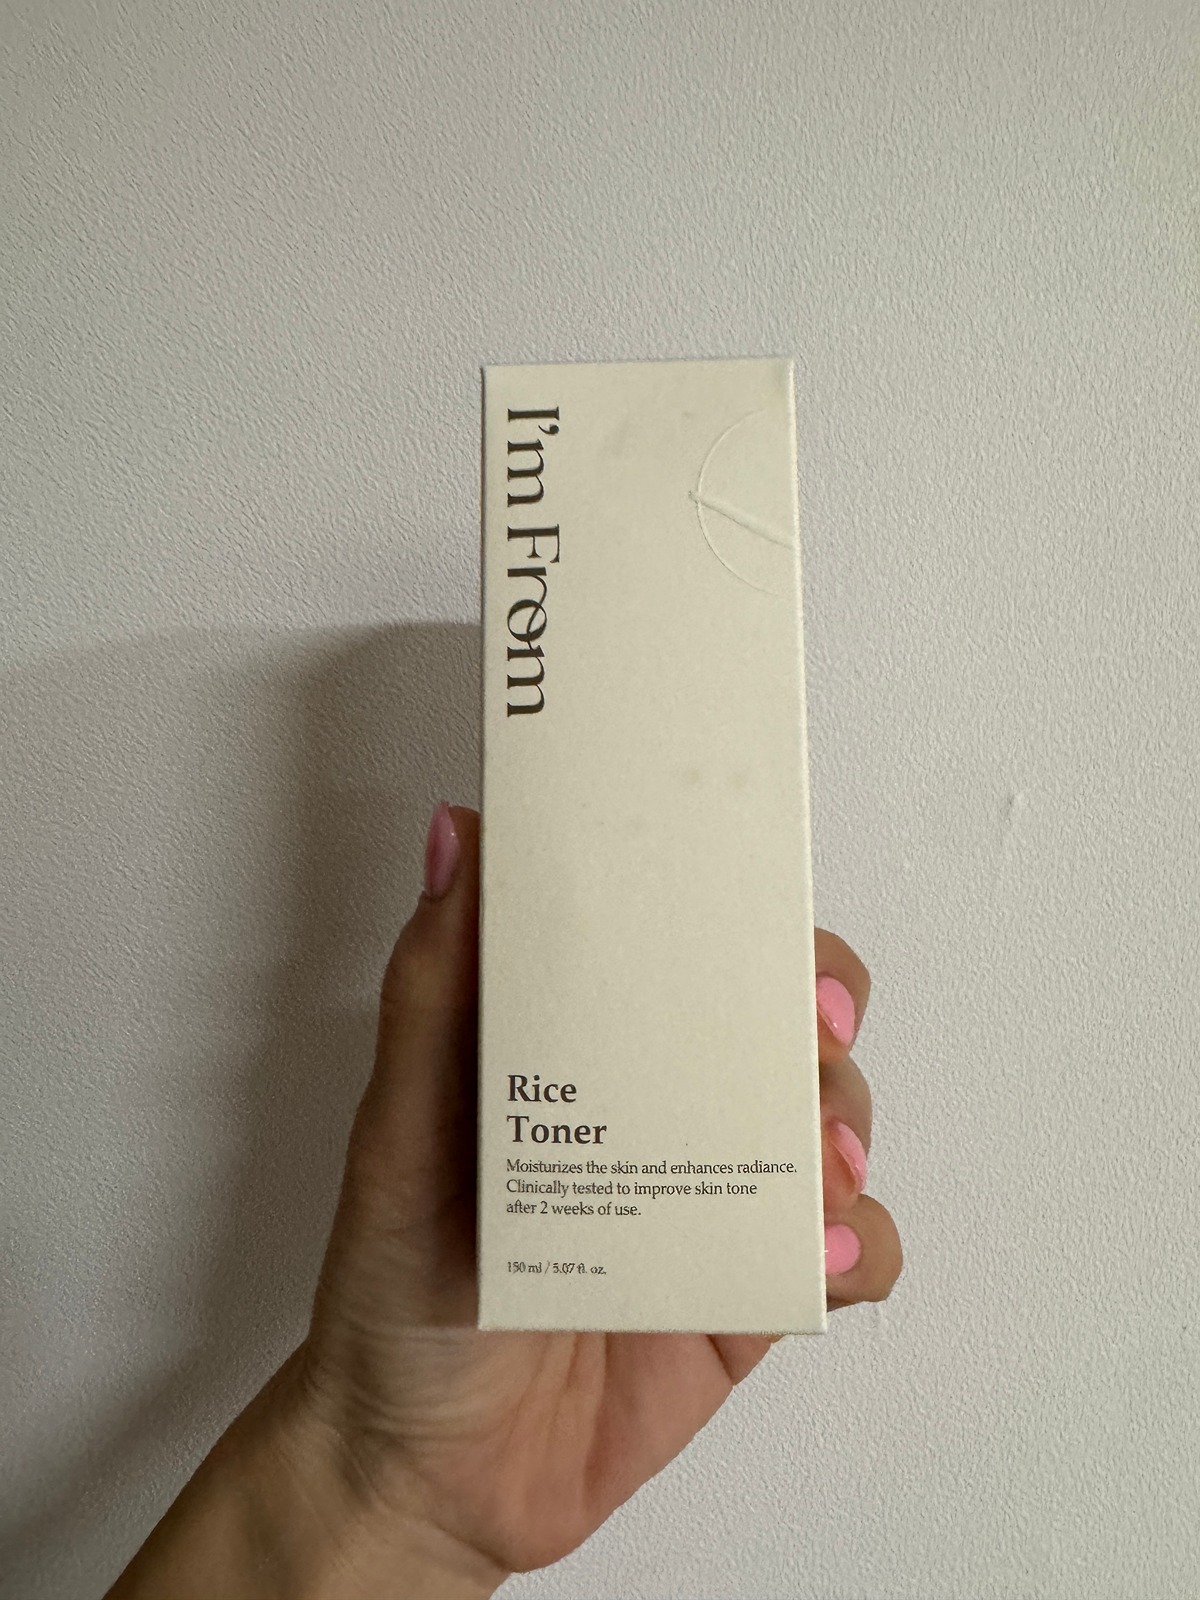 I'm From
Rice
Toner
Moisturizes the skin and enhances radiance.
Clinically tested to improve skin tone
after 2 weeks of use.
150 ml / 5.07 fl. oz.